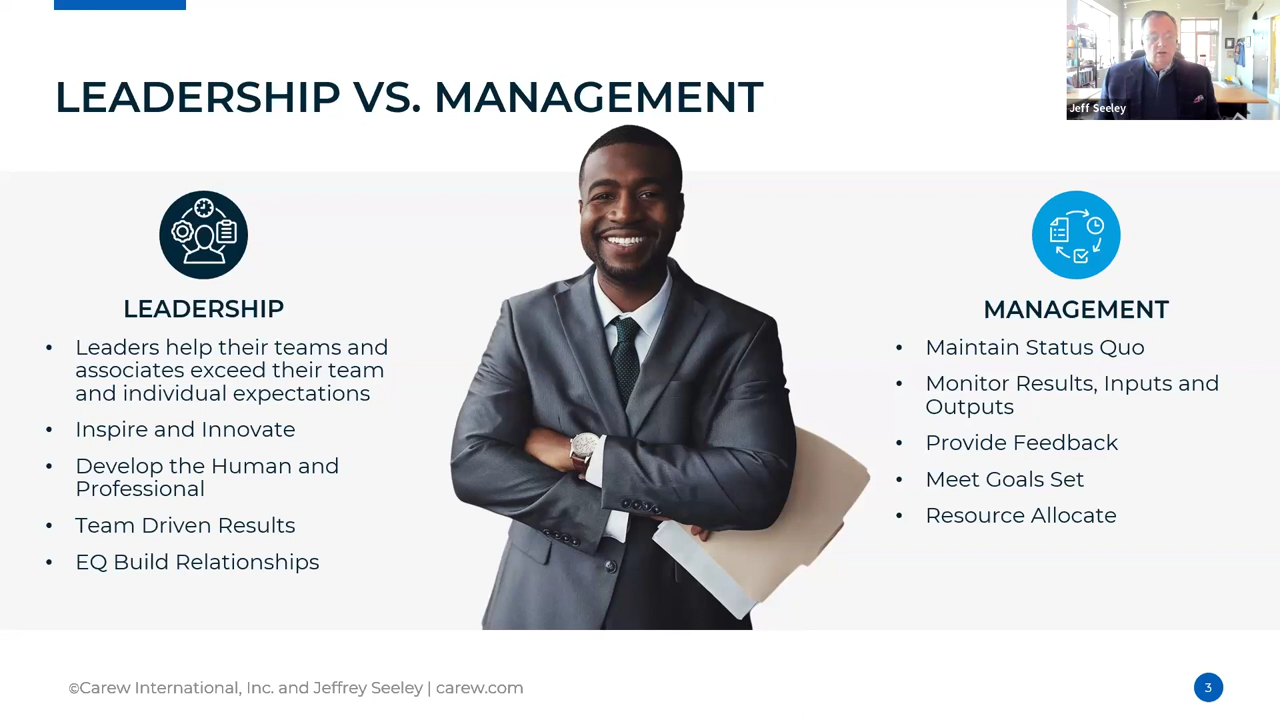 LEADERSHIP VS. MANAGEMENT
Jeff Seeley
LEADERSHIP
• Leaders help their teams and
associates exceed their team
and individual expectations
• Inspire and Innovate
• Develop the Human and
Professional
• Team Driven Results
• EQ Build Relationships
MANAGEMENT
• Maintain Status Quo
• Monitor Results, Inputs and
Outputs
• Provide Feedback
• Meet Goals Set
• Resource Allocate
©Carew International, Inc. and Jeffrey Seeley | carew.com
3